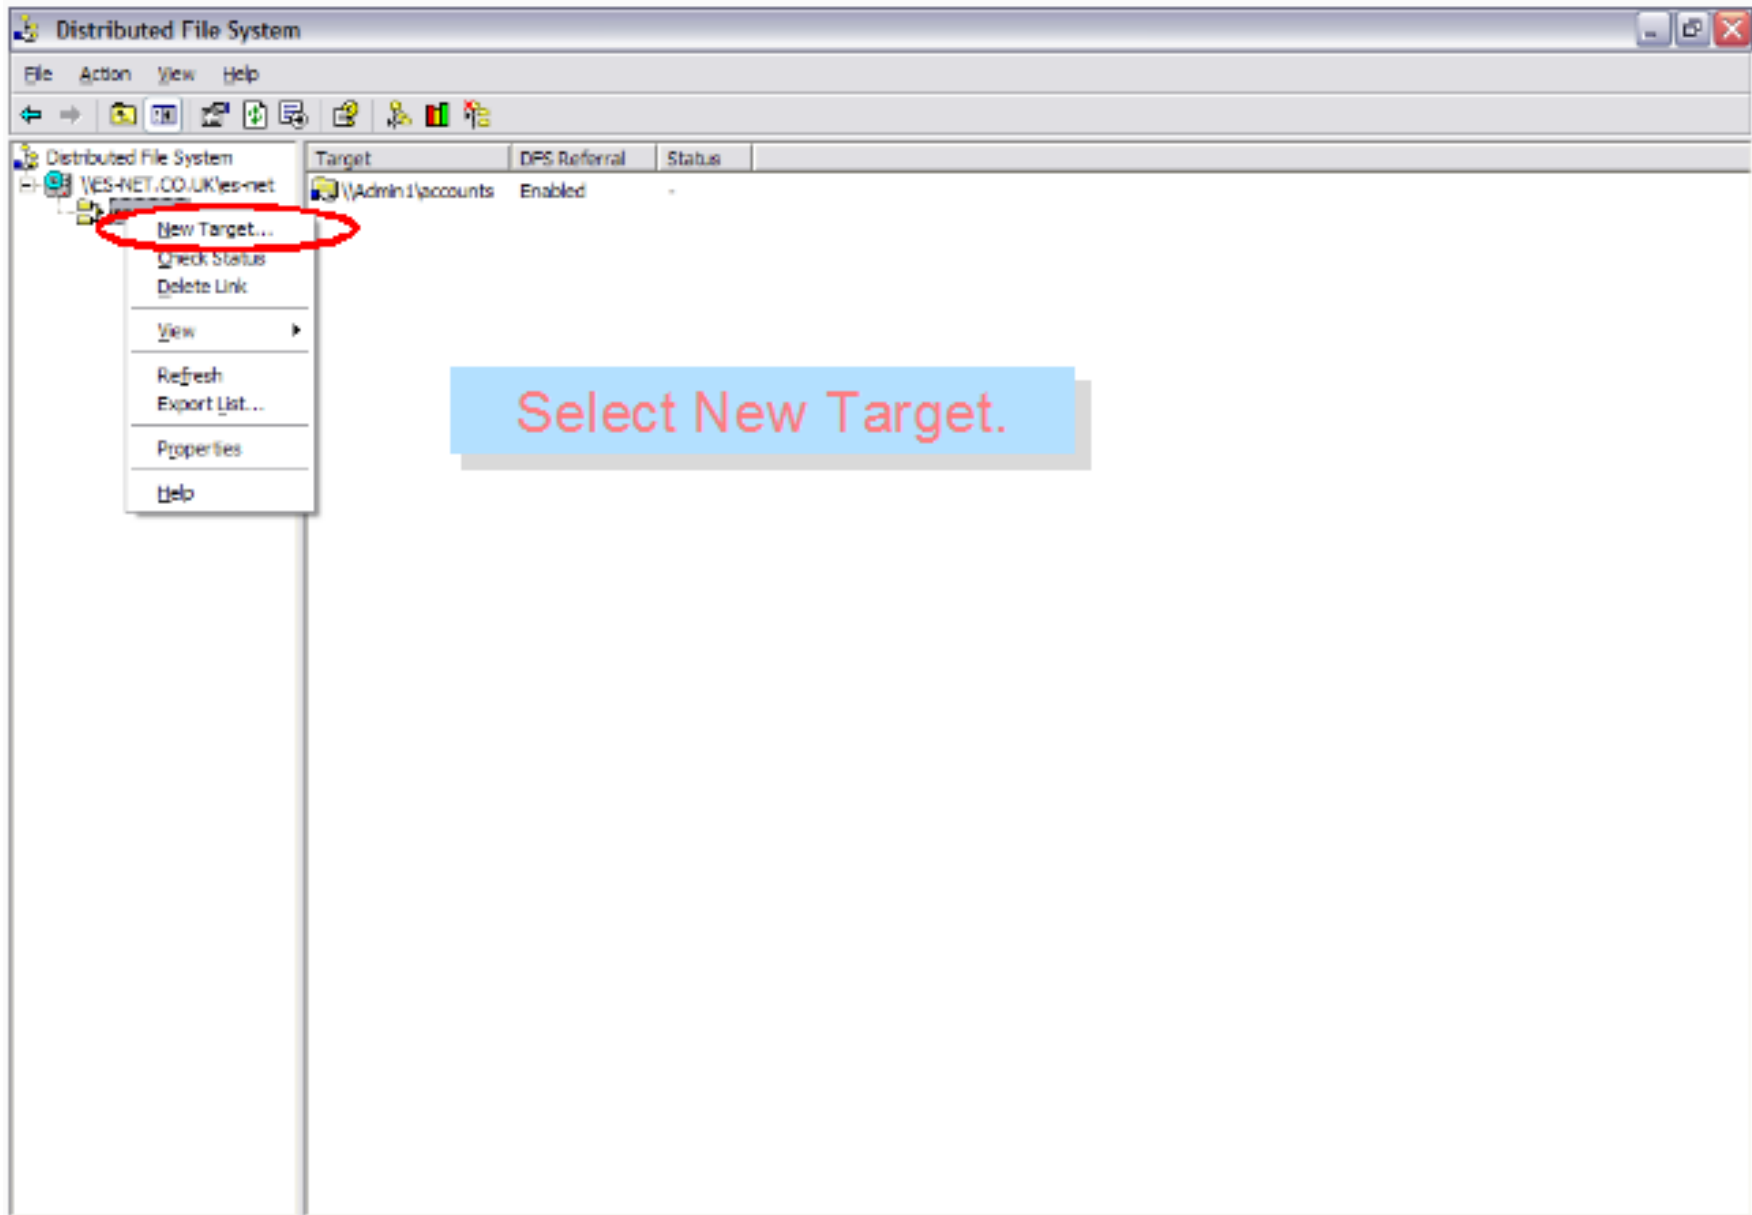 Distributed File System
File Action View Help
Distributed File System
\\ES-NET.CO.UK\es-net
Target DFS Referral Status
\\Admin1\accounts Enabled -
New Target...
Check Status
Delete Link
View
Refresh
Export List...
Properties
Help
Select New Target.